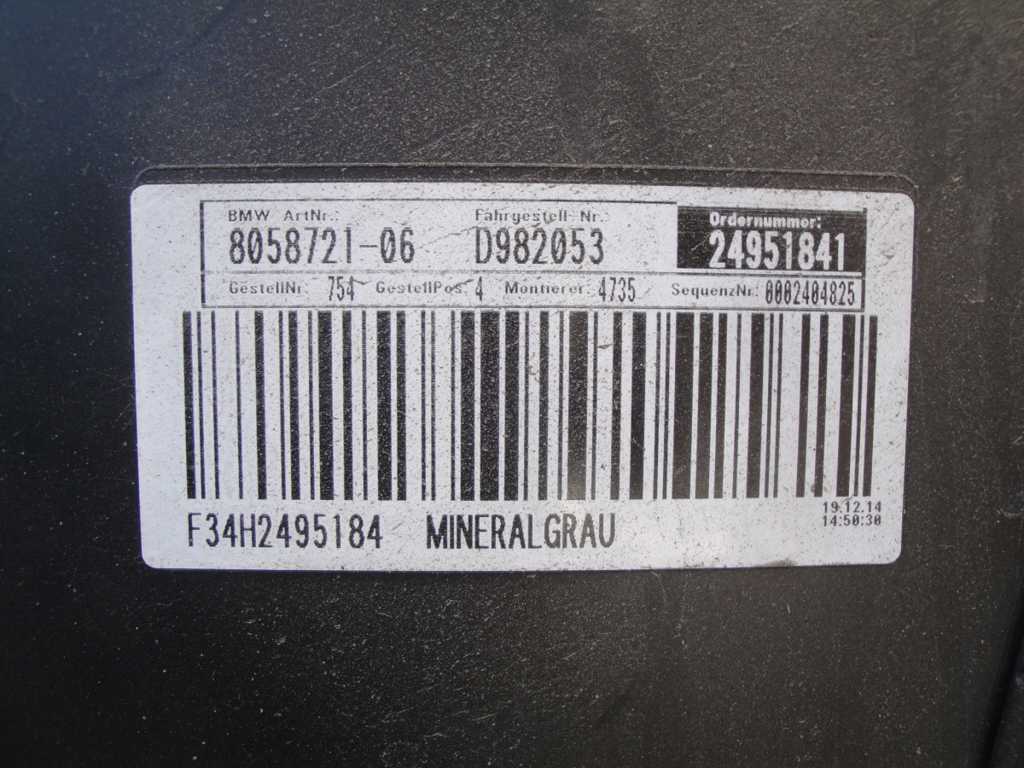 BMW ArtNr.: Fahrgestell Nr.: Ordernummer:
8058721-06 D982053 24951841
GestellNr: 754 GestellPos: 4 Montierer: 4735 SequenzNr: 0002404825
19.12.14
14:50:30
F34H2495184 MINERALGRAU